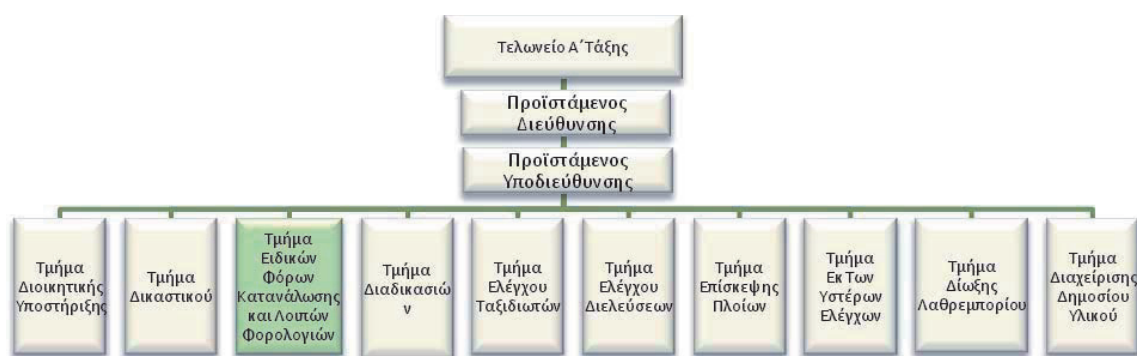 Τελωνείο Α΄Τάξης
Προϊστάμενος
Διεύθυνσης
Προϊστάμενος
Υποδιεύθυνσης
Τμήμα
Διοικητικής
Υποστήριξης
Τμήμα
Δικαστικού
Τμήμα
Ειδικών
Φόρων
Κατανάλωσης
και Λοιπών
Φορολογιών
Τμήμα
Διαδικασιώ
ν
Τμήμα
Ελέγχου
Ταξιδιωτών
Τμήμα
Ελέγχου
Διελεύσεων
Τμήμα
Επίσκεψης
Πλοίων
Τμήμα
Εκ Των
Υστέρων
Ελέγχων
Τμήμα
Δίωξης
Λαθρεμπορίου
Τμήμα
Διαχείρισης
Δημοσίου
Υλικού